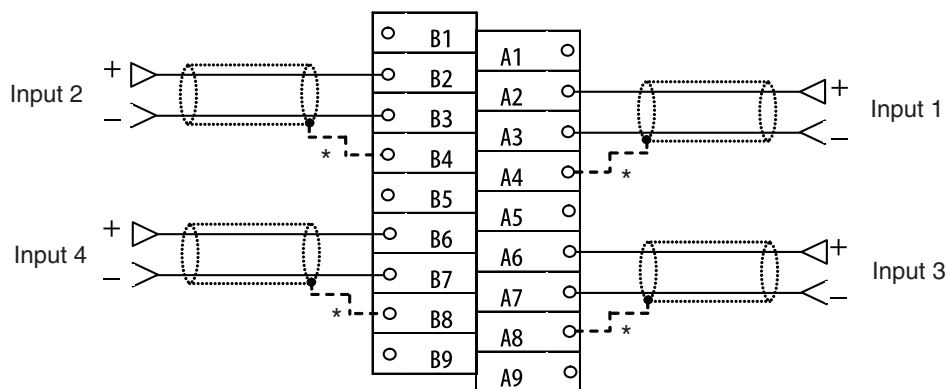 B1
A1
+
B2
Input 2
A2
+
Input 1
−
B3
A3
−
*
B4
A4
*
B5
A5
+
B6
Input 4
A6
+
Input 3
−
B7
A7
−
*
B8
A8
*
B9
A9